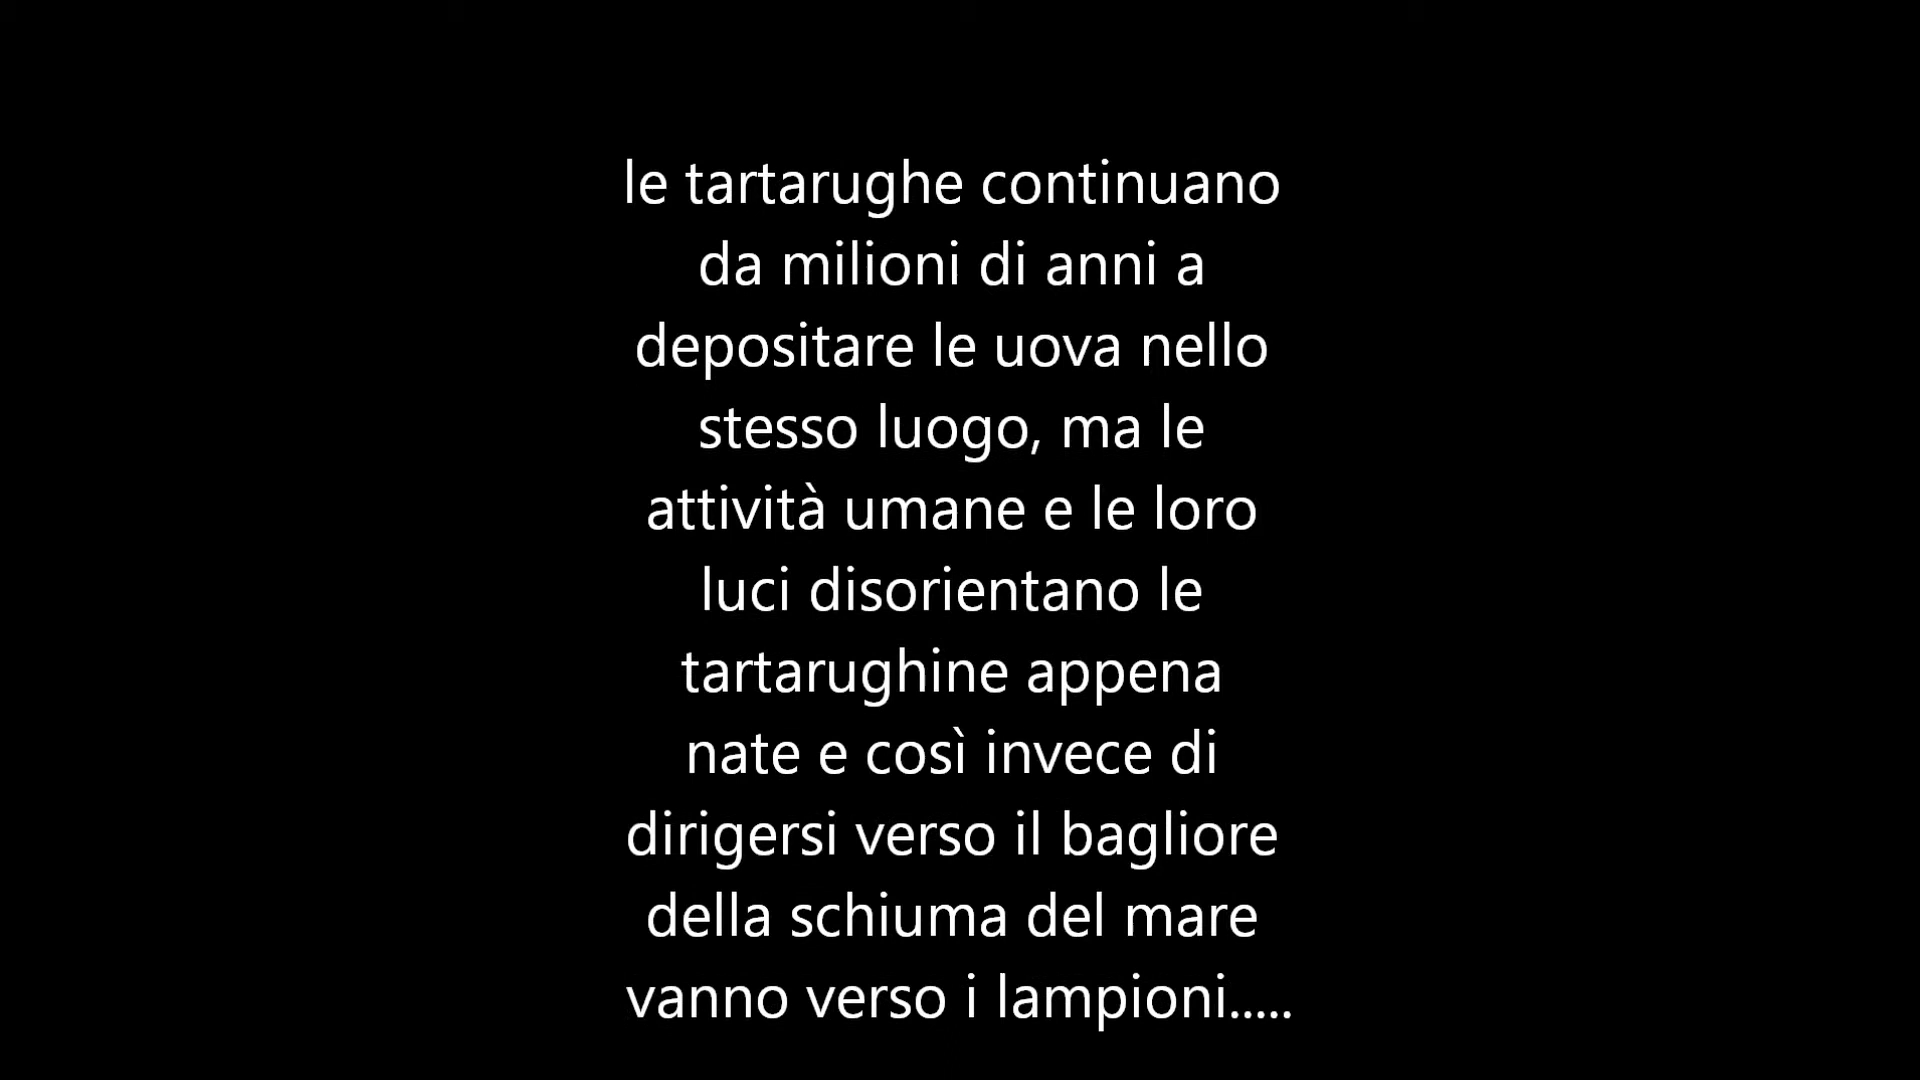 le tartarughe continuano
da milioni di anni a
depositare le uova nello
stesso luogo, ma le
attività umane e le loro
luci disorientano le
tartarughine appena
nate e così invece di
dirigersi verso il bagliore
della schiuma del mare
vanno verso i lampioni.....